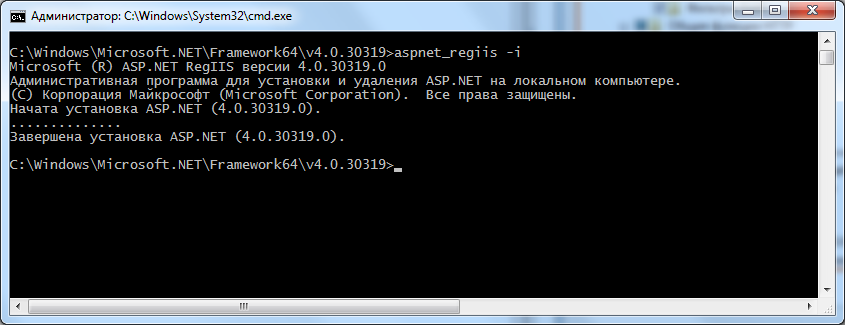 Администратор: C:\Windows\System32\cmd.exe
C:\Windows\Microsoft.NET\Framework64\v4.0.30319>aspnet_regiis -i
Microsoft (R) ASP.NET RegIIS версии 4.0.30319.0
Административная программа для установки и удаления ASP.NET на локальном компьютере.
(C) Корпорация Майкрософт (Microsoft Corporation).  Все права защищены.
Начата установка ASP.NET (4.0.30319.0).
..............
Завершена установка ASP.NET (4.0.30319.0).
C:\Windows\Microsoft.NET\Framework64\v4.0.30319>_